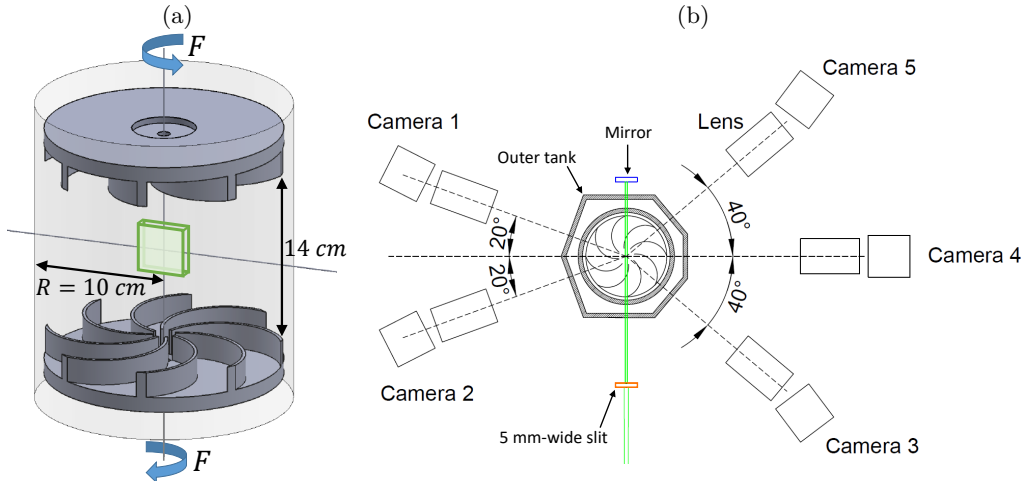 (a)
F
14 cm
R = 10 cm
F
(b)
Camera 5
Camera 1
Lens
Mirror
Outer tank
20°
20°
40°
40°
Camera 4
Camera 2
5 mm-wide slit
Camera 3